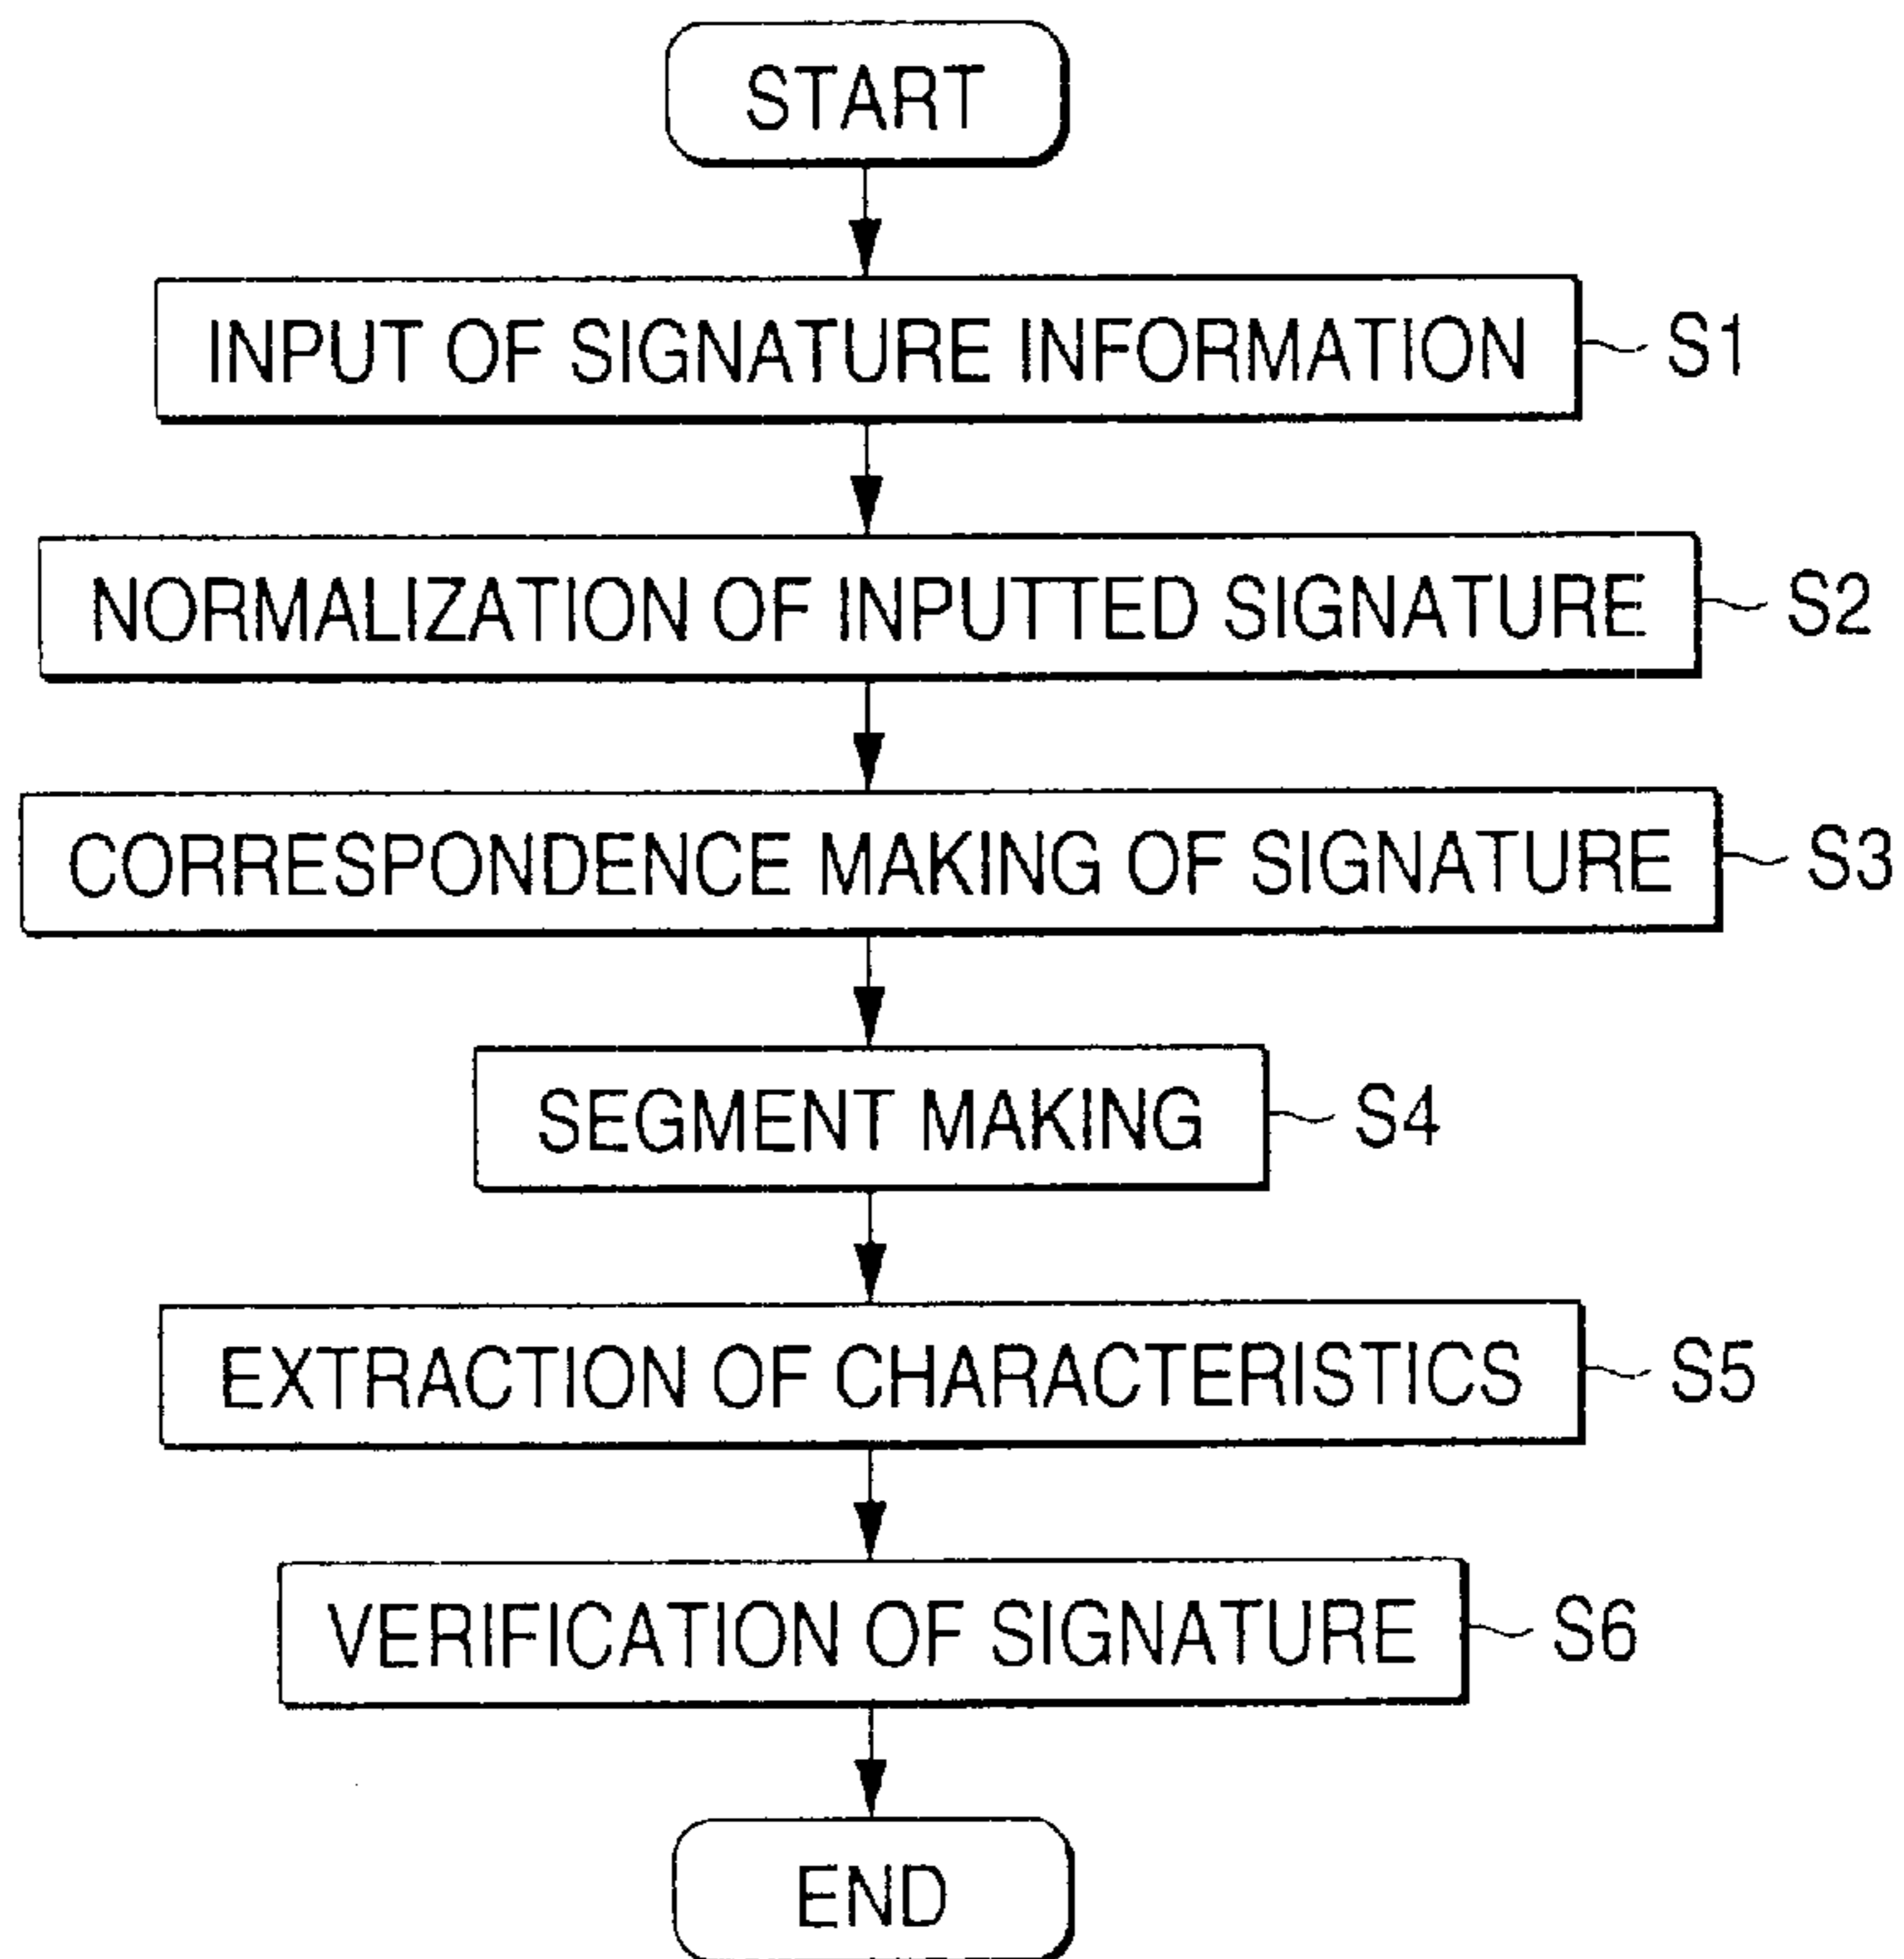 START
INPUT OF SIGNATURE INFORMATION S1
NORMALIZATION OF INPUTTED SIGNATURE S2
CORRESPONDENCE MAKING OF SIGNATURE S3
SEGMENT MAKING S4
EXTRACTION OF CHARACTERISTICS S5
VERIFICATION OF SIGNATURE S6
END